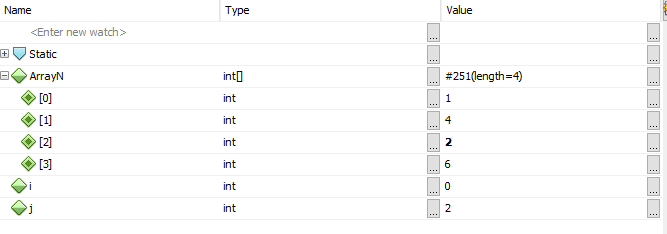 Name Type Value
<Enter new watch> ...
Static ...
ArrayN int[] ... #251(length=4)
[0] int ... 1
[1] int ... 4
[2] int ... 2
[3] int ... 6
i int ... 0
j int ... 2